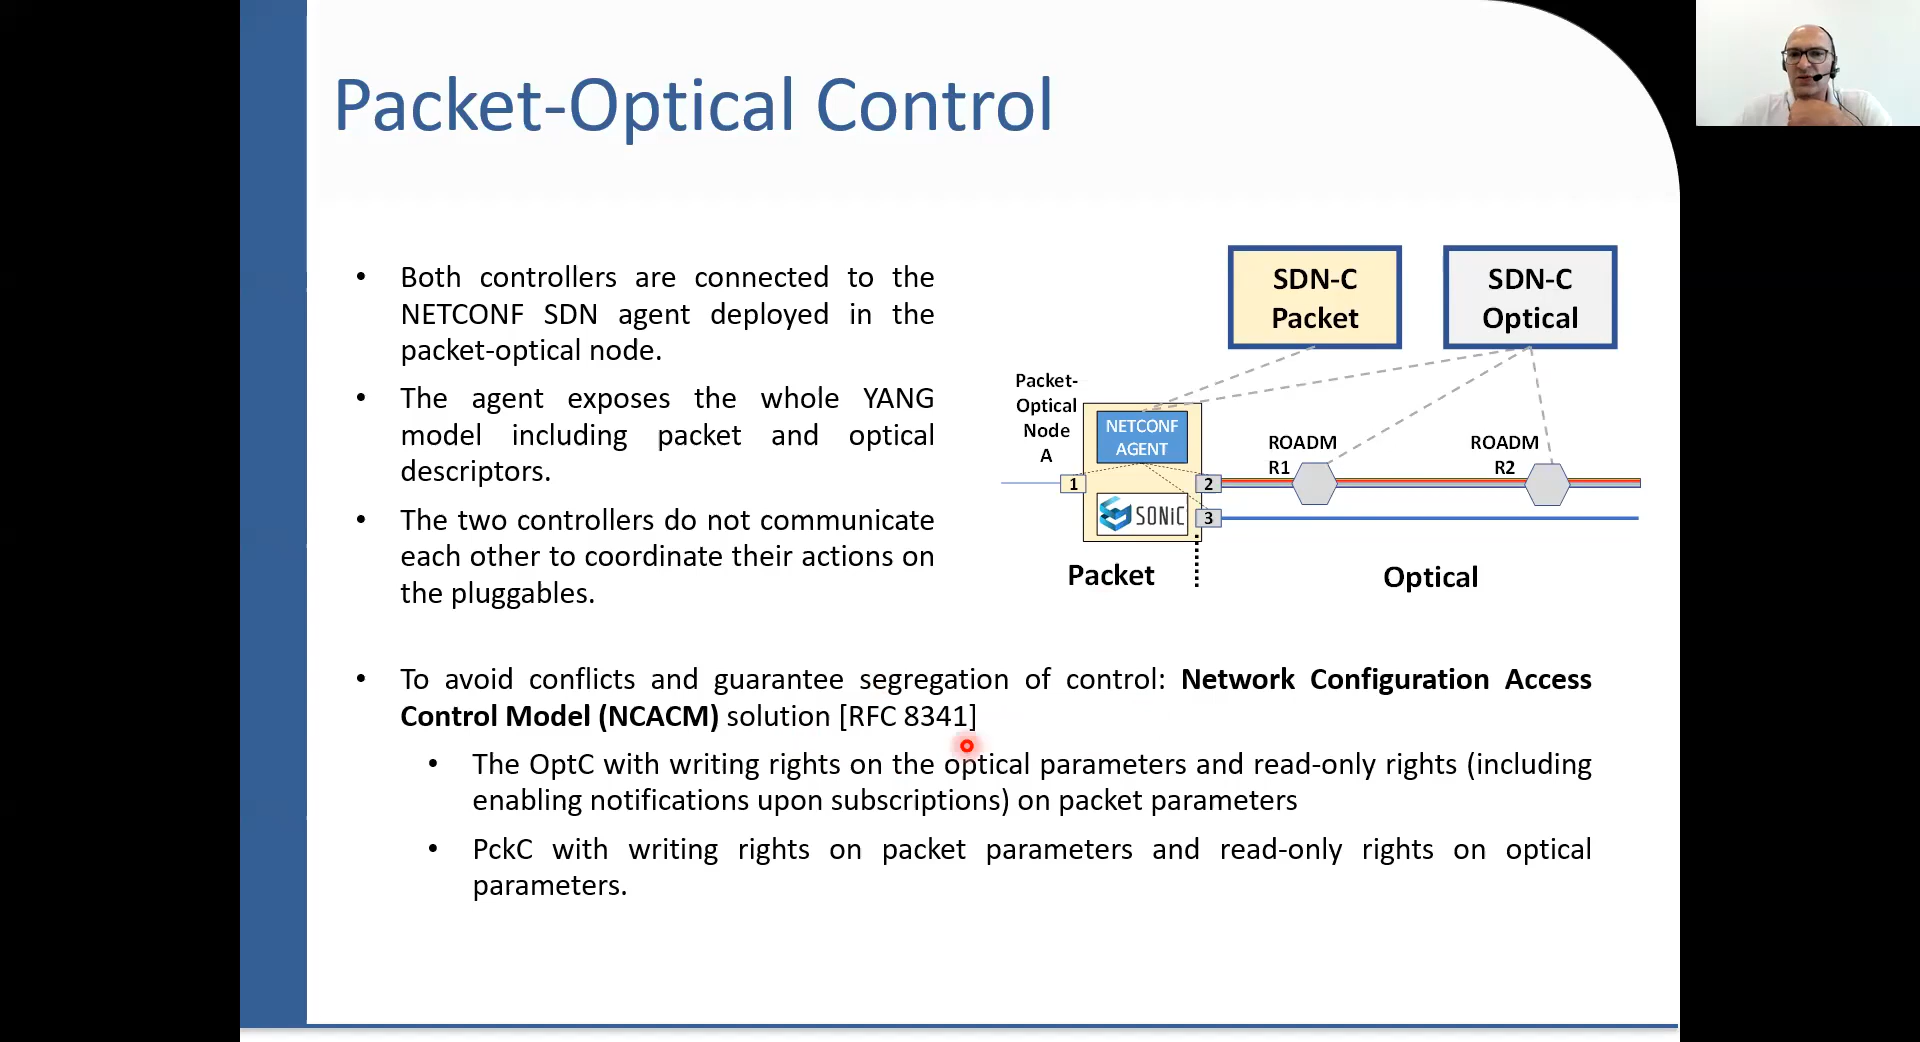 Packet-Optical Control
Both controllers are connected to the
NETCONF SDN agent deployed in the
packet-optical node.
The agent exposes the whole YANG
model including packet and optical
descriptors.
The two controllers do not communicate
each other to coordinate their actions on
the pluggables.
SDN-C
Packet
SDN-C
Optical
Packet-
Optical
Node
A
NETCONF
AGENT
ROADM
R1
ROADM
R2
1
2
SONiC
3
Packet
Optical
To avoid conflicts and guarantee segregation of control: Network Configuration Access
Control Model (NCACM) solution [RFC 8341]
The OptC with writing rights on the optical parameters and read-only rights (including
enabling notifications upon subscriptions) on packet parameters
PckC with writing rights on packet parameters and read-only rights on optical
parameters.